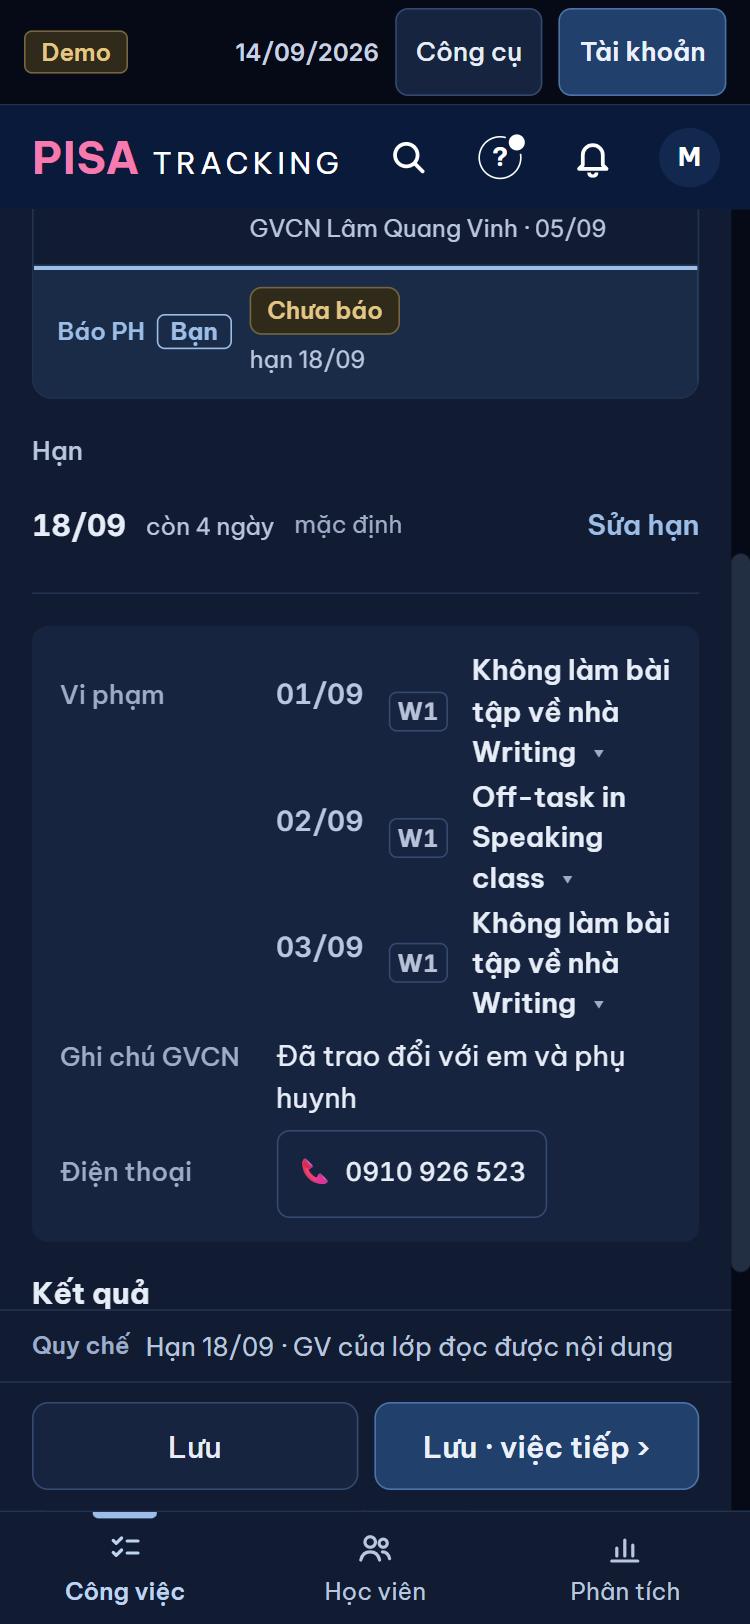 Demo
14/09/2026
Công cụ
Tài khoản
PISA TRACKING
?
M
GVCN Lâm Quang Vinh · 05/09
Báo PH
Bạn
Chưa báo
hạn 18/09
Hạn
18/09 còn 4 ngày mặc định
Sửa hạn
Vi phạm
01/09 W1 Không làm bài
tập về nhà
Writing
02/09 W1 Off-task in
Speaking
class
03/09 W1 Không làm bài
tập về nhà
Writing
Ghi chú GVCN
Đã trao đổi với em và phụ
huynh
Điện thoại
0910 926 523
Kết quả
Quy chế Hạn 18/09 · GV của lớp đọc được nội dung
Lưu
Lưu · việc tiếp ›
Công việc
Học viên
Phân tích